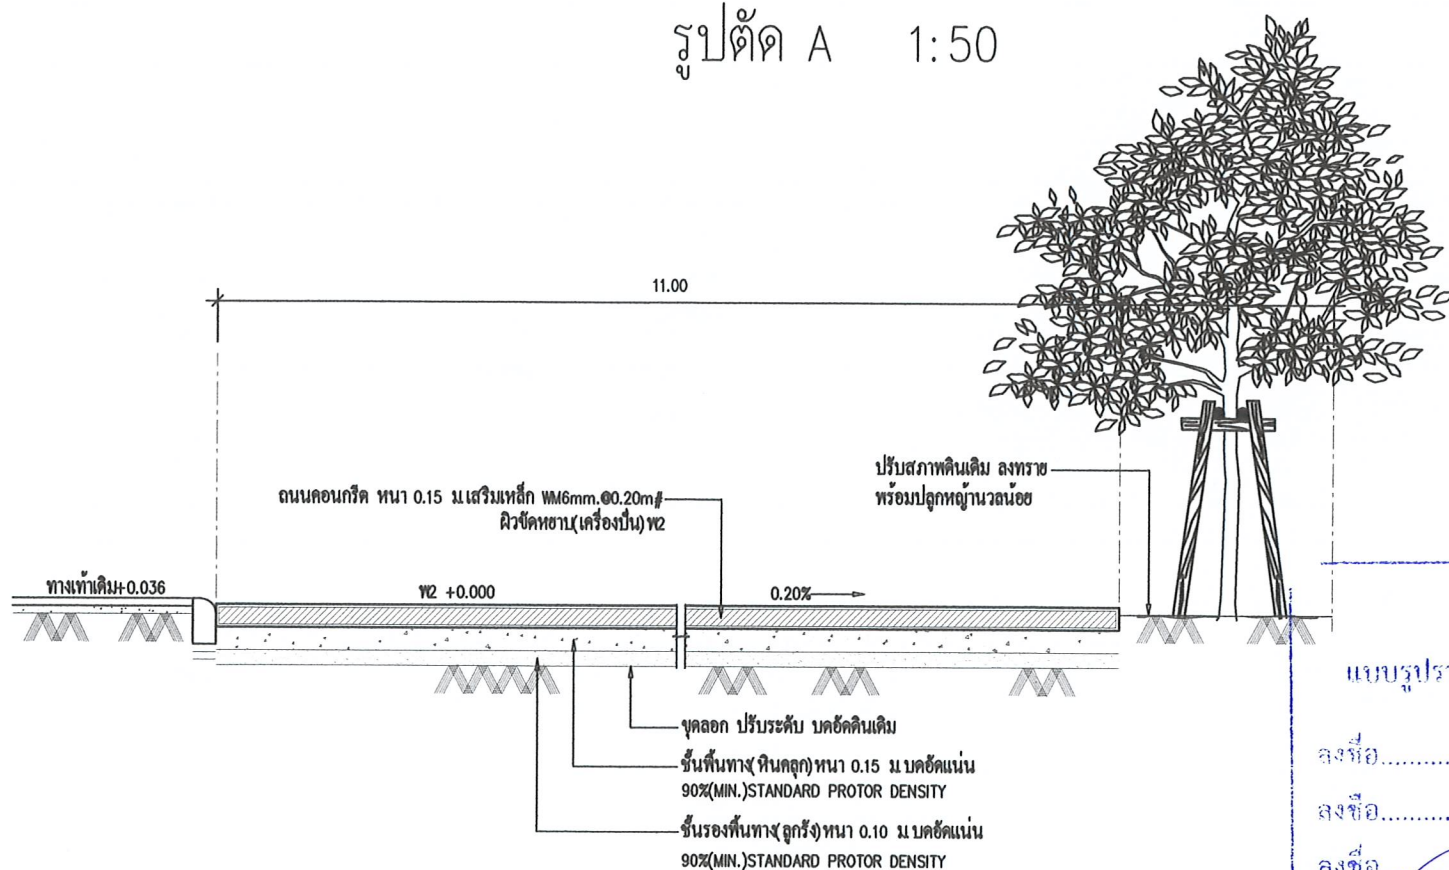 รูปตัด A 1:50
11.00
ปรับสภาพดินเดิม ลงทราย
พร้อมปลูกหญ้านวลน้อย
ถนนคอนกรีต หนา 0.15 ม.เสริมเหล็ก WM6mm.@0.20m#
ผิวขัดหยาบ(เครื่องปั่น)พ2
ทางเท้าเดิม+0.036
พ2 +0.000
0.20%
ขุดลอก ปรับระดับ บดอัดดินเดิม
ชั้นพื้นทาง(หินคลุก)หนา 0.15 ม.บดอัดแน่น
90%(MIN.)STANDARD PROTOR DENSITY
ชั้นรองพื้นทาง(ลูกรัง)หนา 0.10 ม.บดอัดแน่น
90%(MIN.)STANDARD PROTOR DENSITY
ลงชื่อ..........
ลงชื่อ..........
ลงชื่อ